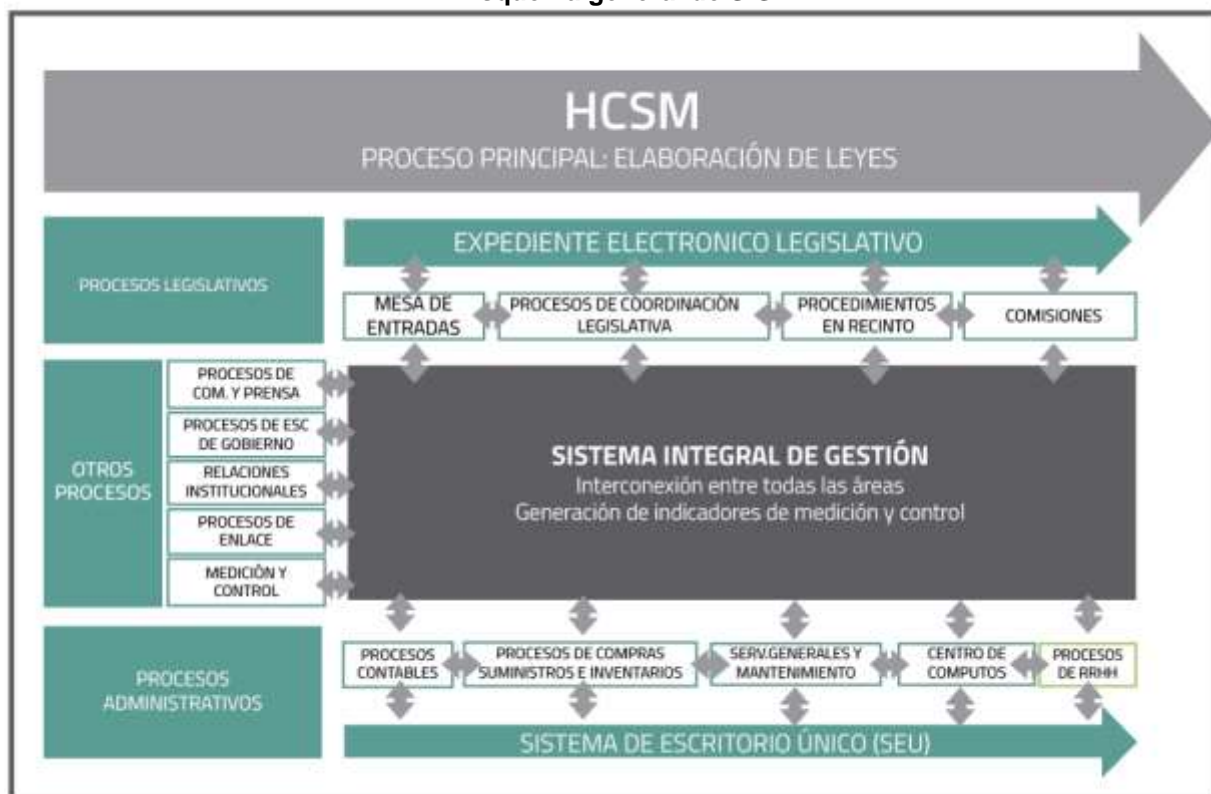 HCSM
PROCESO PRINCIPAL: ELABORACIÓN DE LEYES
PROCESOS LEGISLATIVOS
EXPEDIENTE ELECTRONICO LEGISLATIVO
MESA DE
ENTRADAS
PROCESOS DE COORDINACIÓN
LEGISLATIVA
PROCEDIMIENTOS
EN RECINTO
COMISIONES
OTROS
PROCESOS
PROCESOS DE
COM. Y PRENSA
PROCESOS DE ESC
DE GOBIERNO
RELACIONES
INSTITUCIONALES
PROCESOS DE
ENLACE
MEDICIÓN Y
CONTROL
SISTEMA INTEGRAL DE GESTIÓN
Interconexión entre todas las áreas
Generación de indicadores de medición y control
PROCESOS
ADMINISTRATIVOS
PROCESOS
CONTABLES
PROCESOS DE COMPRAS
SUMINISTROS E INVENTARIOS
SERV.GENERALES Y
MANTENIMIENTO
CENTRO DE
COMPUTOS
PROCESOS
DE RRHH
SISTEMA DE ESCRITORIO ÚNICO (SEU)